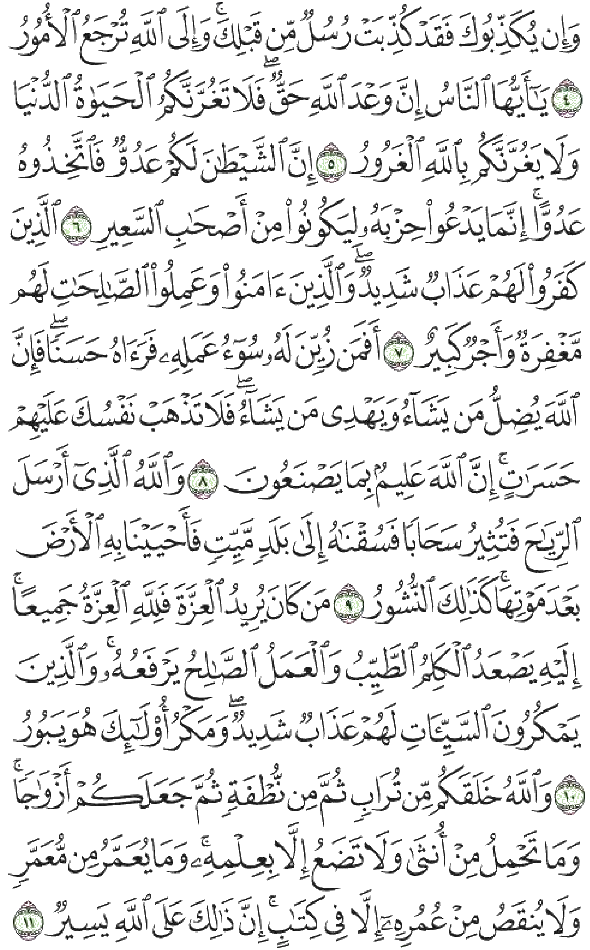 وَإِن يُكَذِّبُوكَ فَقَدْ كُذِّبَتْ رُسُلٌ مِّن قَبْلِكَ ۚ وَإِلَى ٱللَّهِ تُرْجَعُ ٱلْأُمُورُ
٤ يَٰٓأَيُّهَا ٱلنَّاسُ إِنَّ وَعْدَ ٱللَّهِ حَقٌّ ۖ فَلَا تَغُرَّنَّكُمُ ٱلْحَيَوٰةُ ٱلدُّنْيَا
وَلَا يَغُرَّنَّكُم بِٱللَّهِ ٱلْغَرُورُ ٥ إِنَّ ٱلشَّيْطَٰنَ لَكُمْ عَدُوٌّ فَٱتَّخِذُوهُ
عَدُوًّا ۚ إِنَّمَا يَدْعُوا۟ حِزْبَهُۥ لِيَكُونُوا۟ مِنْ أَصْحَٰبِ ٱلسَّعِيرِ ٦ ٱلَّذِينَ
كَفَرُوا۟ لَهُمْ عَذَابٌ شَدِيدٌ ۖ وَٱلَّذِينَ ءَامَنُوا۟ وَعَمِلُوا۟ ٱلصَّٰلِحَٰتِ لَهُم
مَّغْفِرَةٌ وَأَجْرٌ كَبِيرٌ ٧ أَفَمَن زُيِّنَ لَهُۥ سُوٓءُ عَمَلِهِۦ فَرَءَاهُ حَسَنًا ۖ فَإِنَّ
ٱللَّهَ يُضِلُّ مَن يَشَآءُ وَيَهْدِى مَن يَشَآءُ ۖ فَلَا تَذْهَبْ نَفْسُكَ عَلَيْهِمْ
حَسَرَٰتٍ ۚ إِنَّ ٱللَّهَ عَلِيمٌۢ بِمَا يَصْنَعُونَ ٨ وَٱللَّهُ ٱلَّذِىٓ أَرْسَلَ
ٱلرِّيَٰحَ فَتُثِيرُ سَحَابًا فَسُقْنَٰهُ إِلَىٰ بَلَدٍ مَّيِّتٍ فَأَحْيَيْنَا بِهِ ٱلْأَرْضَ
بَعْدَ مَوْتِهَا ۚ كَذَٰلِكَ ٱلنُّشُورُ ٩ مَن كَانَ يُرِيدُ ٱلْعِزَّةَ فَلِلَّهِ ٱلْعِزَّةُ جَمِيعًا ۚ
إِلَيْهِ يَصْعَدُ ٱلْكَلِمُ ٱلطَّيِّبُ وَٱلْعَمَلُ ٱلصَّٰلِحُ يَرْفَعُهُۥ ۚ وَٱلَّذِينَ
يَمْكُرُونَ ٱلسَّيِّـَٔاتِ لَهُمْ عَذَابٌ شَدِيدٌ ۖ وَمَكْرُ أُو۟لَٰٓئِكَ هُوَ يَبُورُ
١٠ وَٱللَّهُ خَلَقَكُم مِّن تُرَابٍ ثُمَّ مِن نُّطْفَةٍ ثُمَّ جَعَلَكُمْ أَزْوَٰجًا ۚ
وَمَا تَحْمِلُ مِنْ أُنثَىٰ وَلَا تَضَعُ إِلَّا بِعِلْمِهِۦ ۚ وَمَا يُعَمَّرُ مِن مُّعَمَّرٍ
وَلَا يُنقَصُ مِنْ عُمُرِهِۦٓ إِلَّا فِى كِتَٰبٍ ۚ إِنَّ ذَٰلِكَ عَلَى ٱللَّهِ يَسِيرٌ ١١